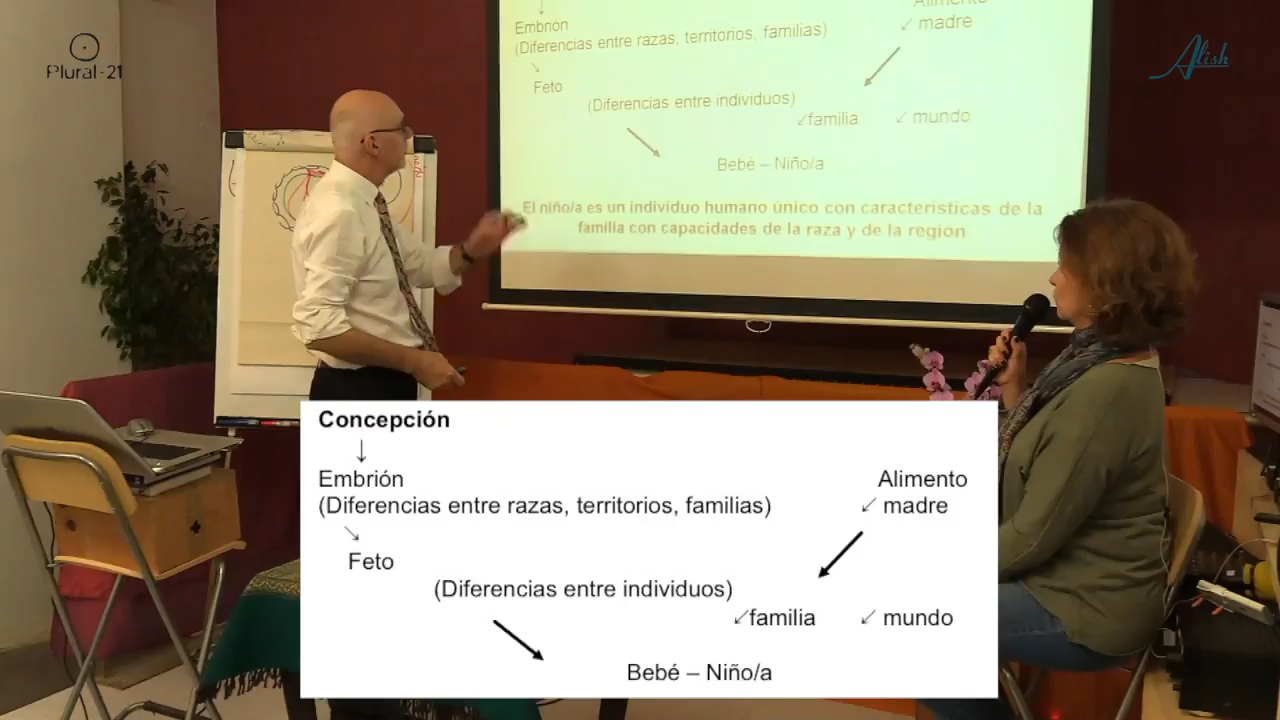 Plural-21
Alish
Alimento
Embrión
↙ madre
(Diferencias entre razas, territorios, familias)
Feto
(Diferencias entre individuos)
↙familia ↙ mundo
Bebé – Niño/a
El niño/a es un individuo humano único con características de la
familia con capacidades de la raza y de la región
Concepción
↓
Embrión Alimento
(Diferencias entre razas, territorios, familias) ↙ madre
↘
Feto
(Diferencias entre individuos)
↙familia ↙ mundo
Bebé – Niño/a